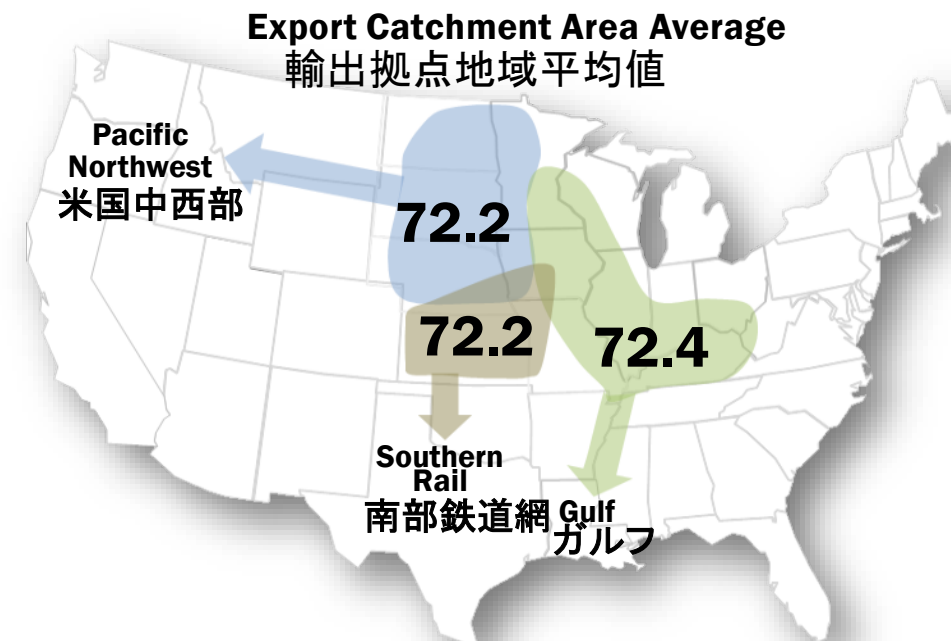 Export Catchment Area Average
輸出拠点地域平均値
Pacific
Northwest
米国中西部
72.2
72.2
72.4
Southern
Rail
南部鉄道網
Gulf
ガルフ